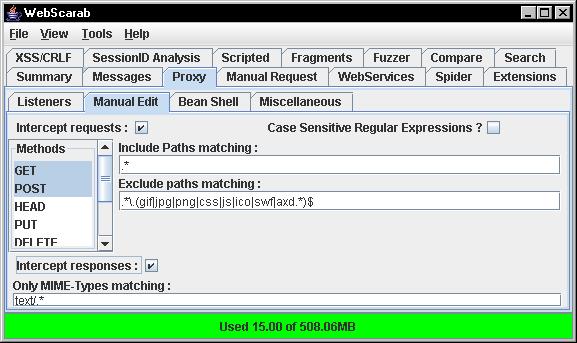 WebScarab
File View Tools Help
XSS/CRLF SessionID Analysis Scripted Fragments Fuzzer Compare Search
Summary Messages Proxy Manual Request WebServices Spider Extensions
Listeners Manual Edit Bean Shell Miscellaneous
Intercept requests : Case Sensitive Regular Expressions ?
Methods
GET
POST
HEAD
PUT
DELETE
Include Paths matching :
.*
Exclude paths matching :
.*\.(gif|jpg|png|css|js|ico|swf|axd.*)$
Intercept responses :
Only MIME-Types matching :
text/.*
Used 15.00 of 508.06MB